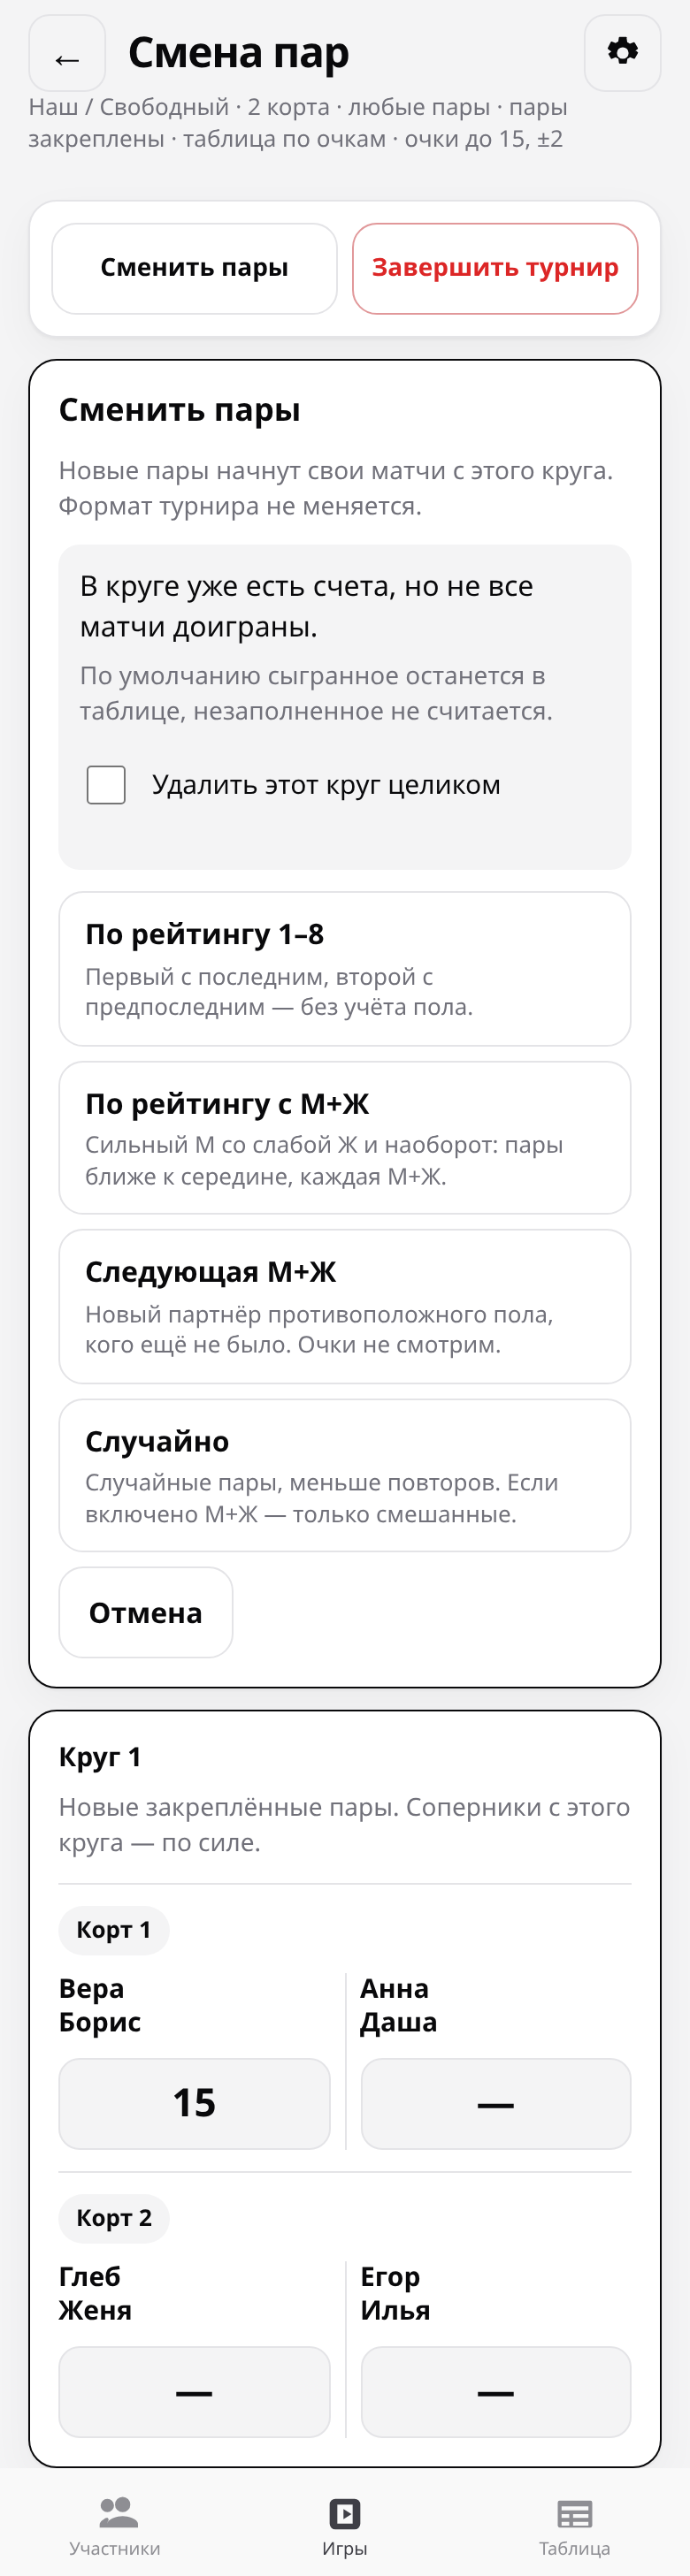 ← Смена пар
Наш / Свободный · 2 корта · любые пары · пары
закреплены · таблица по очкам · очки до 15, ±2
Сменить пары
Завершить турнир
Сменить пары
Новые пары начнут свои матчи с этого круга.
Формат турнира не меняется.
В круге уже есть счета, но не все
матчи доиграны.
По умолчанию сыгранное останется в
таблице, незаполненное не считается.
Удалить этот круг целиком
По рейтингу 1–8
Первый с последним, второй с
предпоследним — без учёта пола.
По рейтингу с М+Ж
Сильный М со слабой Ж и наоборот: пары
ближе к середине, каждая М+Ж.
Следующая М+Ж
Новый партнёр противоположного пола,
кого ещё не было. Очки не смотрим.
Случайно
Случайные пары, меньше повторов. Если
включено М+Ж — только смешанные.
Отмена
Круг 1
Новые закреплённые пары. Соперники с этого
круга — по силе.
Корт 1
Вера
Борис
Анна
Даша
15
—
Корт 2
Глеб
Женя
Егор
Илья
—
—
Участники
Игры
Таблица